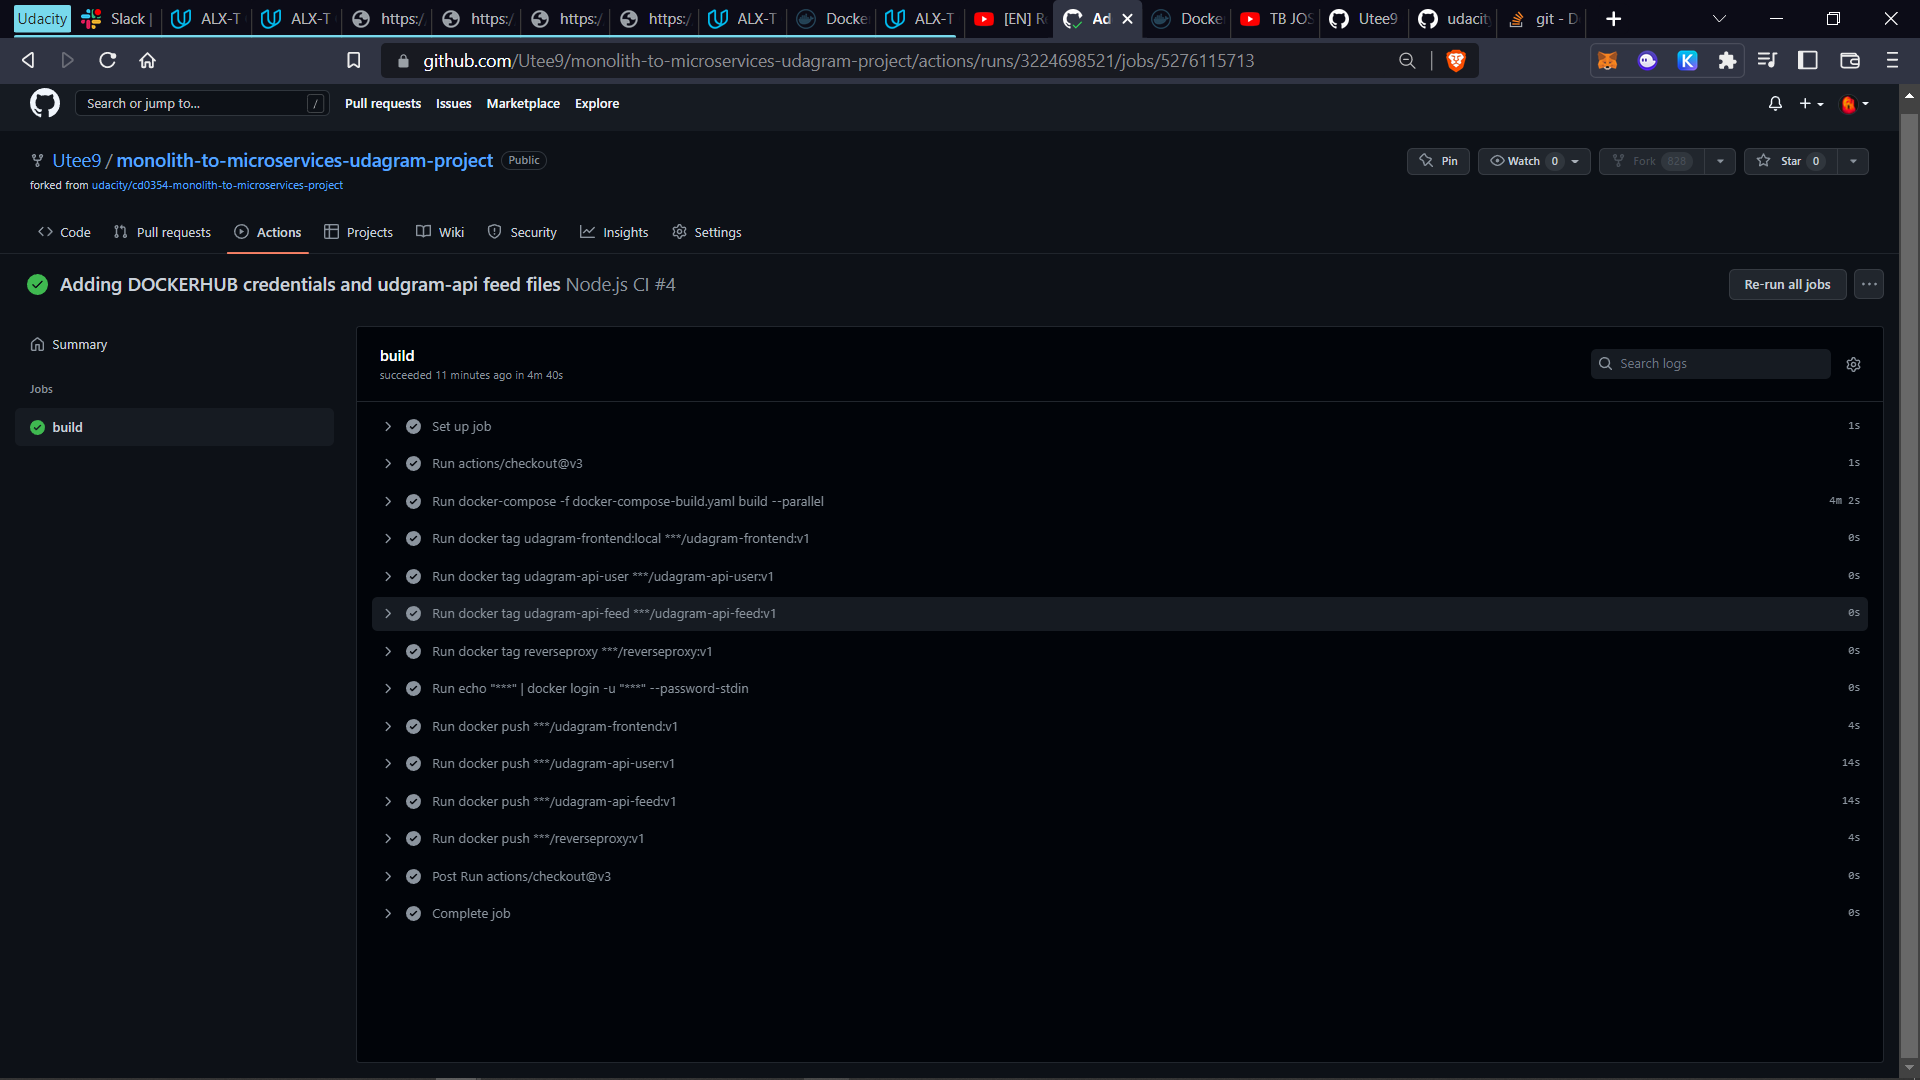 Udacity Slack ALX-T ALX-T https:/ https:/ https:/ https:/ ALX-T Docke ALX-T [EN] R Ad Docke TB JOS Utee9 udacit git - D
github.com/Utee9/monolith-to-microservices-udagram-project/actions/runs/3224698521/jobs/5276115713
Search or jump to... / Pull requests Issues Marketplace Explore
Utee9 / monolith-to-microservices-udagram-project Public Pin Watch 0 Fork 828 Star 0
forked from udacity/cd0354-monolith-to-microservices-project
Code Pull requests Actions Projects Wiki Insights Security Settings
Adding DOCKERHUB credentials and udgram-api feed files Node.js CI #4 Re-run all jobs
Summary
Jobs
build
build
succeeded 11 minutes ago in 4m 40s
Search logs
Set up job 1s
Run actions/checkout@v3 1s
Run docker-compose -f docker-compose-build.yaml build --parallel 4m 2s
Run docker tag udagram-frontend:local ***/udagram-frontend:v1 0s
Run docker tag udagram-api-user ***/udagram-api-user:v1 0s
Run docker tag udagram-api-feed ***/udagram-api-feed:v1 0s
Run docker tag reverseproxy ***/reverseproxy:v1 0s
Run echo "***" | docker login -u "***" --password-stdin 0s
Run docker push ***/udagram-frontend:v1 4s
Run docker push ***/udagram-api-user:v1 14s
Run docker push ***/udagram-api-feed:v1 14s
Run docker push ***/reverseproxy:v1 4s
Post Run actions/checkout@v3 0s
Complete job 0s